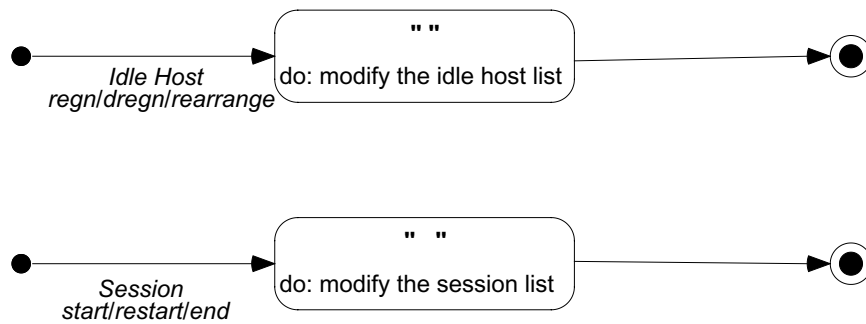 " "
Idle Host
do: modify the idle host list
regn/dregn/rearrange
" "
Session
do: modify the session list
start/restart/end